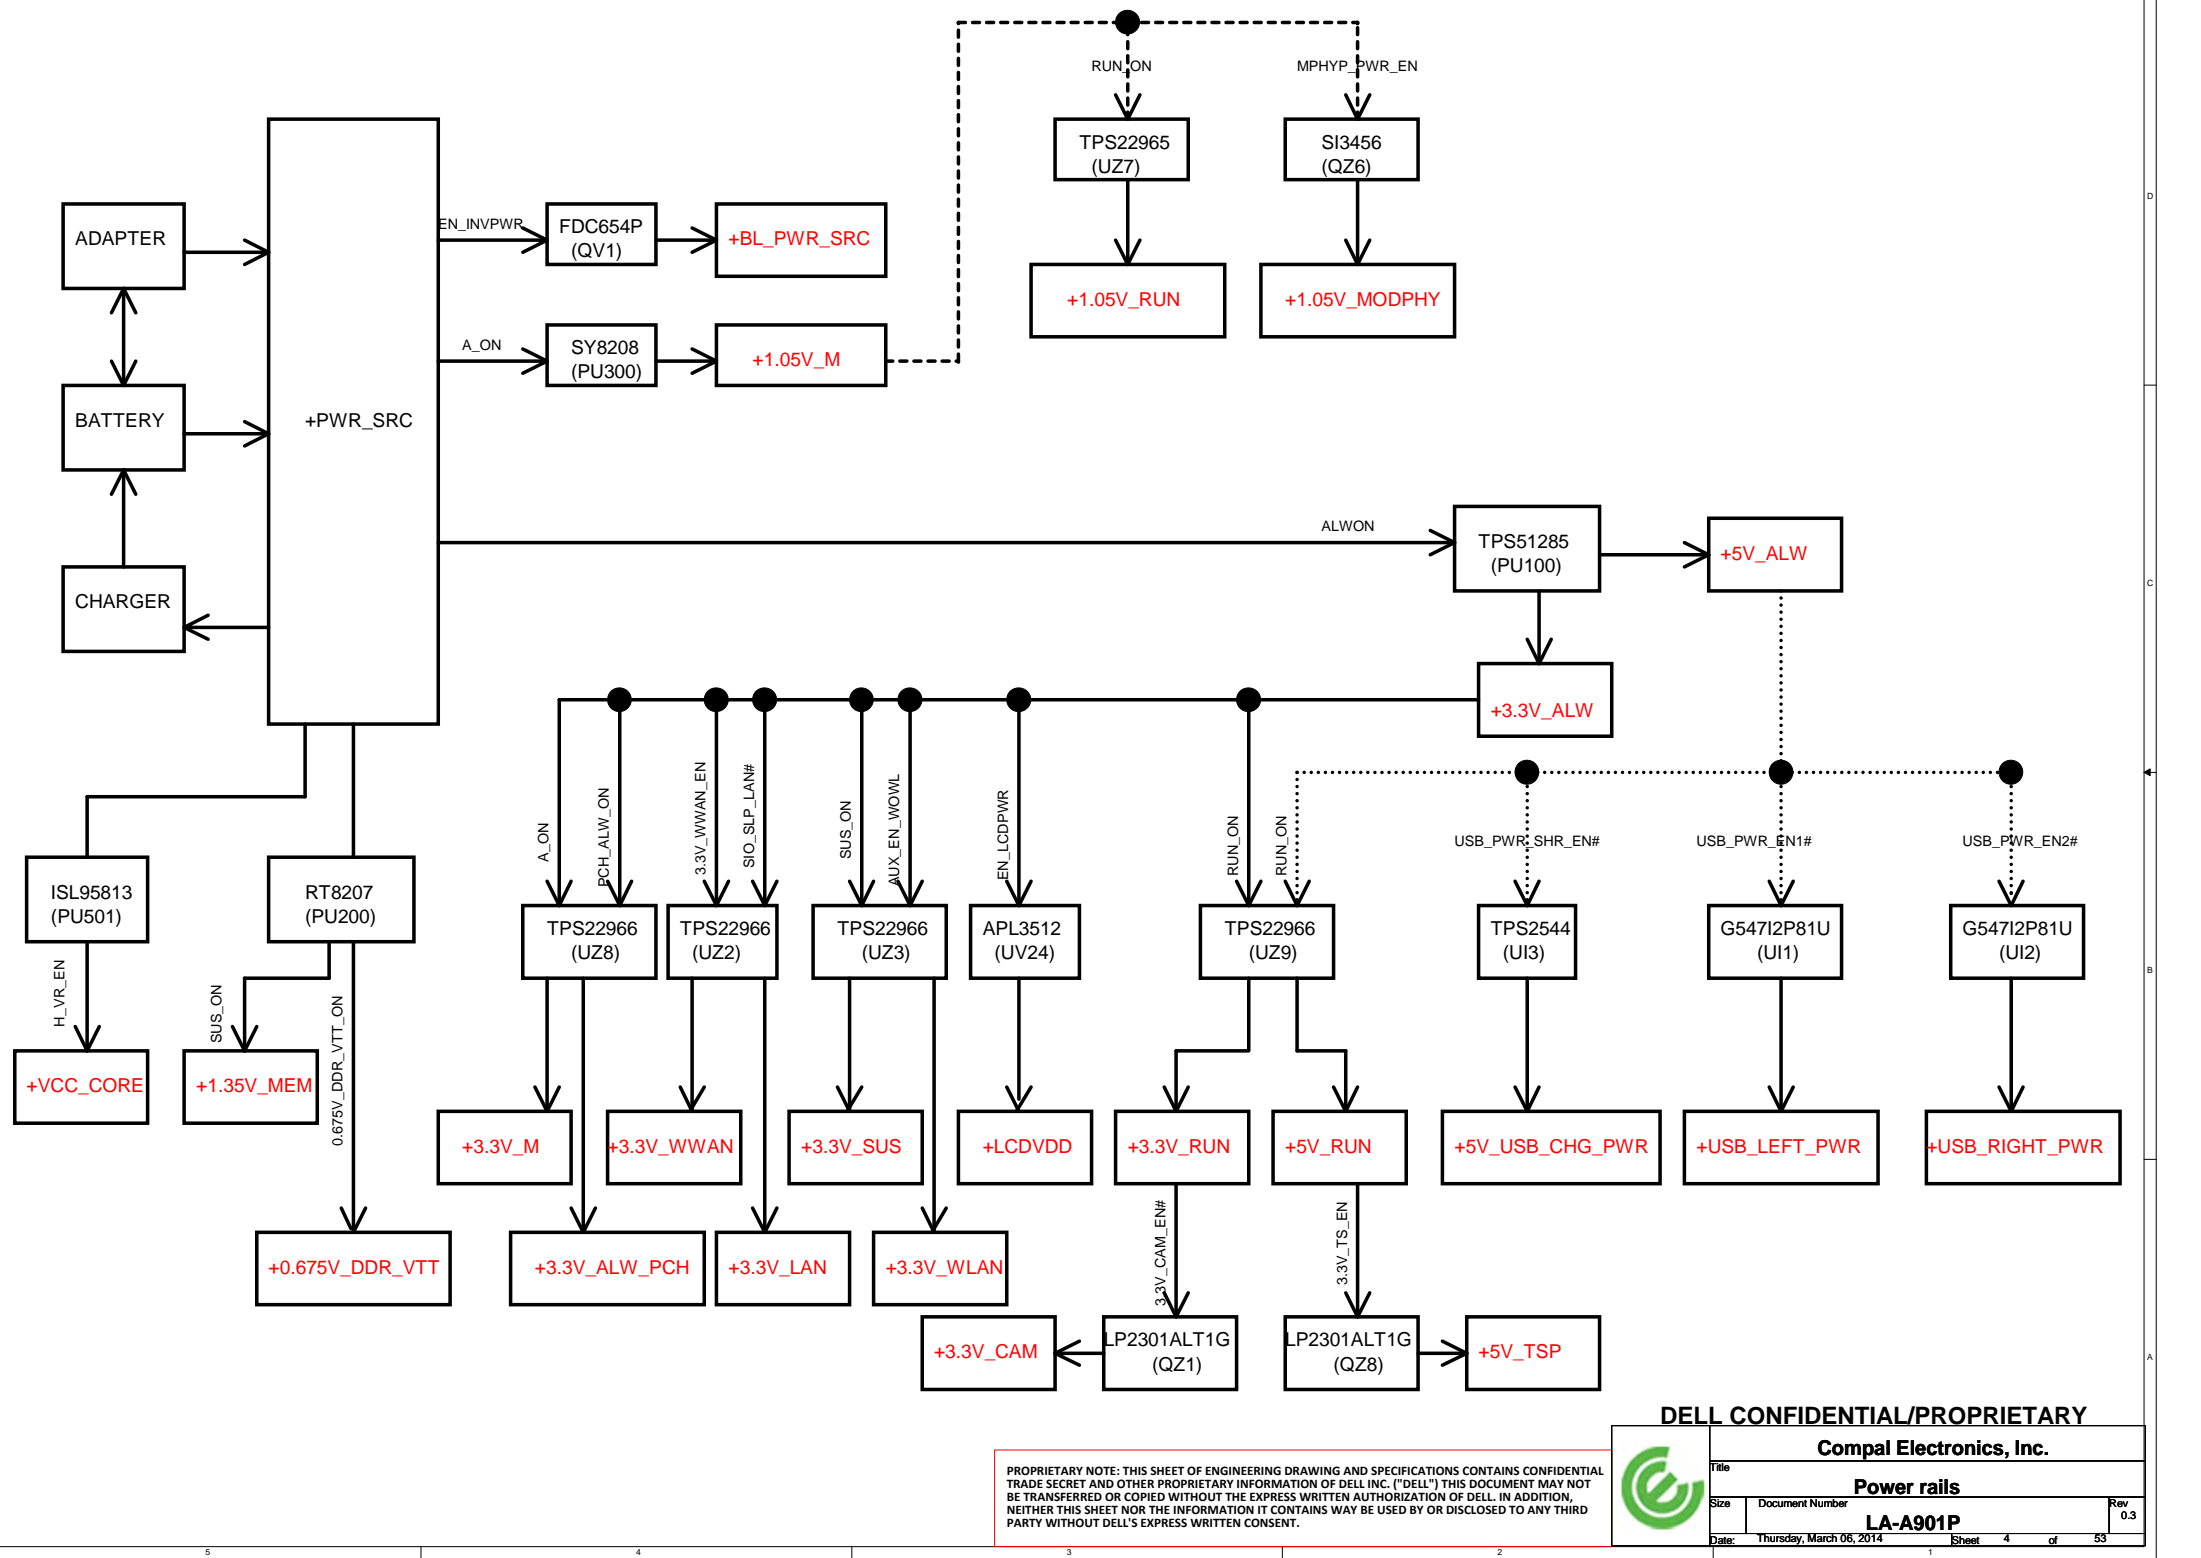 RUN_ON
MPHYP_PWR_EN
TPS22965
(UZ7)
SI3456
(QZ6)
ADAPTER
EN_INVPWR
FDC654P
(QV1)
+BL_PWR_SRC
+1.05V_RUN
+1.05V_MODPHY
A_ON
SY8208
(PU300)
+1.05V_M
BATTERY
+PWR_SRC
ALWON
TPS51285
(PU100)
+5V_ALW
CHARGER
+3.3V_ALW
A_ON
PCH_ALW_ON
3.3V_WWAN_EN
SIO_SLP_LAN#
SUS_ON
AUX_EN_WOWL
EN_LCDPWR
RUN_ON
RUN_ON
USB_PWR_SHR_EN#
USB_PWR_EN1#
USB_PWR_EN2#
ISL95813
(PU501)
RT8207
(PU200)
TPS22966
(UZ8)
TPS22966
(UZ2)
TPS22966
(UZ3)
APL3512
(UV24)
TPS22966
(UZ9)
TPS2544
(UI3)
G547I2P81U
(UI1)
G547I2P81U
(UI2)
H_VR_EN
SUS_ON
0.675V_DDR_VTT_ON
+VCC_CORE
+1.35V_MEM
+3.3V_M
+3.3V_WWAN
+3.3V_SUS
+LCDVDD
+3.3V_RUN
+5V_RUN
+5V_USB_CHG_PWR
+USB_LEFT_PWR
+USB_RIGHT_PWR
3.3V_CAM_EN#
3.3V_TS_EN
+0.675V_DDR_VTT
+3.3V_ALW_PCH
+3.3V_LAN
+3.3V_WLAN
+3.3V_CAM
LP2301ALT1G
(QZ1)
LP2301ALT1G
(QZ8)
+5V_TSP
D
C
B
A
DELL CONFIDENTIAL/PROPRIETARY
Compal Electronics, Inc.
Title
Power rails
Size
Document Number
Rev
LA-A901P
0.3
Date:
Thursday, March 06, 2014
Sheet
4
of
53
PROPRIETARY NOTE: THIS SHEET OF ENGINEERING DRAWING AND SPECIFICATIONS CONTAINS CONFIDENTIAL
TRADE SECRET AND OTHER PROPRIETARY INFORMATION OF DELL INC. ("DELL") THIS DOCUMENT MAY NOT
BE TRANSFERRED OR COPIED WITHOUT THE EXPRESS WRITTEN AUTHORIZATION OF DELL. IN ADDITION,
NEITHER THIS SHEET NOR THE INFORMATION IT CONTAINS WAY BE USED BY OR DISCLOSED TO ANY THIRD
PARTY WITHOUT DELL'S EXPRESS WRITTEN CONSENT.
5
4
3
2
1